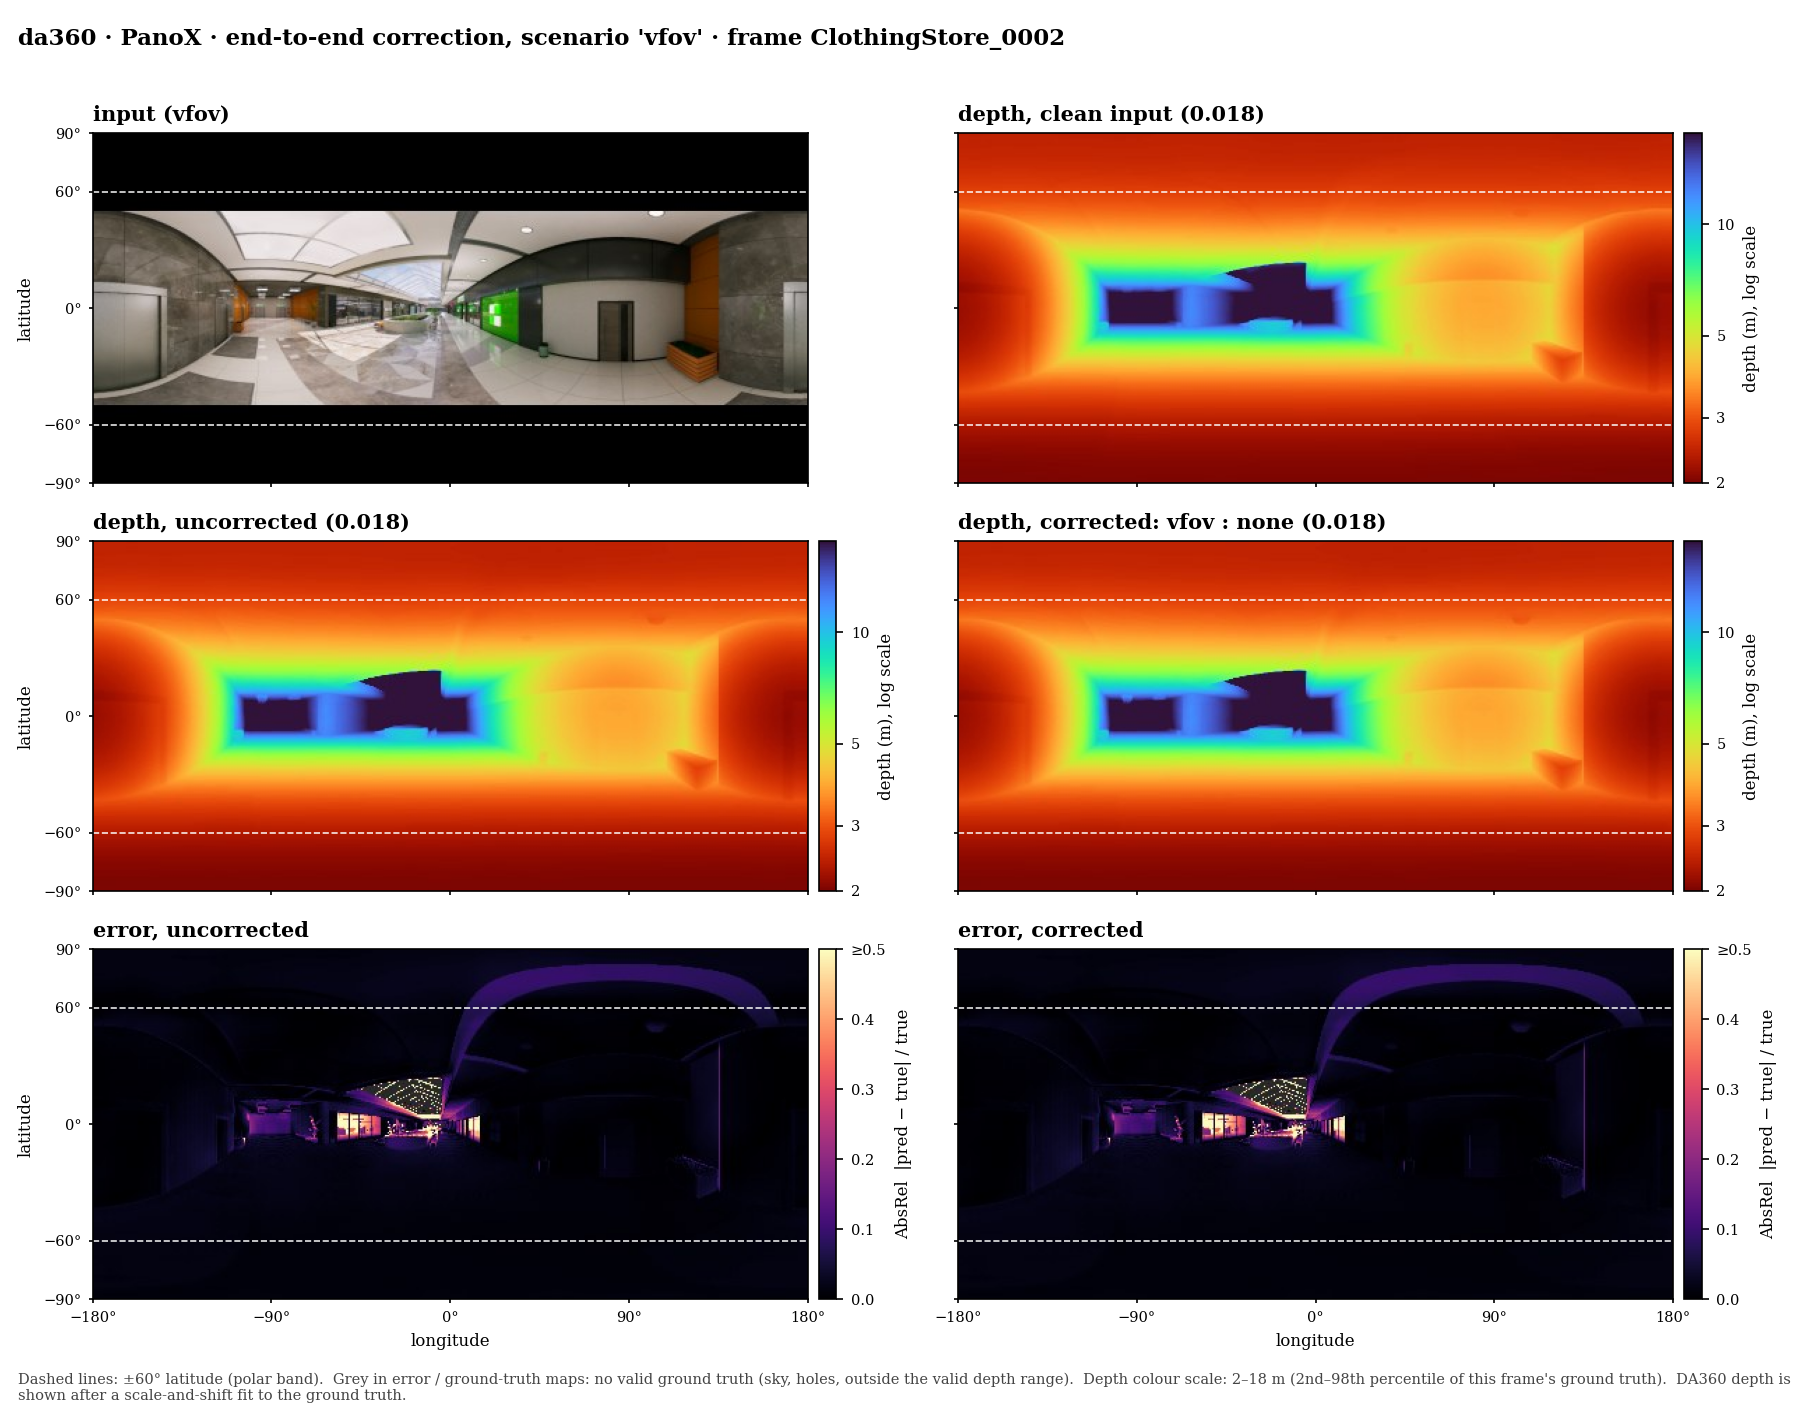 da360 · PanoX · end-to-end correction, scenario 'vfov' · frame ClothingStore_0002
input (vfov)
depth, clean input (0.018)
90°
60°
0°
−60°
−90°
latitude
10
5
3
2
depth (m), log scale
depth, uncorrected (0.018)
depth, corrected: vfov : none (0.018)
90°
60°
0°
−60°
−90°
latitude
10
5
3
2
depth (m), log scale
10
5
3
2
depth (m), log scale
error, uncorrected
error, corrected
90°
60°
0°
−60°
−90°
latitude
−180°
−90°
0°
90°
180°
longitude
≥0.5
0.4
0.3
0.2
0.1
0.0
AbsRel |pred − true| / true
−180°
−90°
0°
90°
180°
longitude
≥0.5
0.4
0.3
0.2
0.1
0.0
AbsRel |pred − true| / true
Dashed lines: ±60° latitude (polar band). Grey in error / ground-truth maps: no valid ground truth (sky, holes, outside the valid depth range). Depth colour scale: 2–18 m (2nd–98th percentile of this frame's ground truth). DA360 depth is
shown after a scale-and-shift fit to the ground truth.